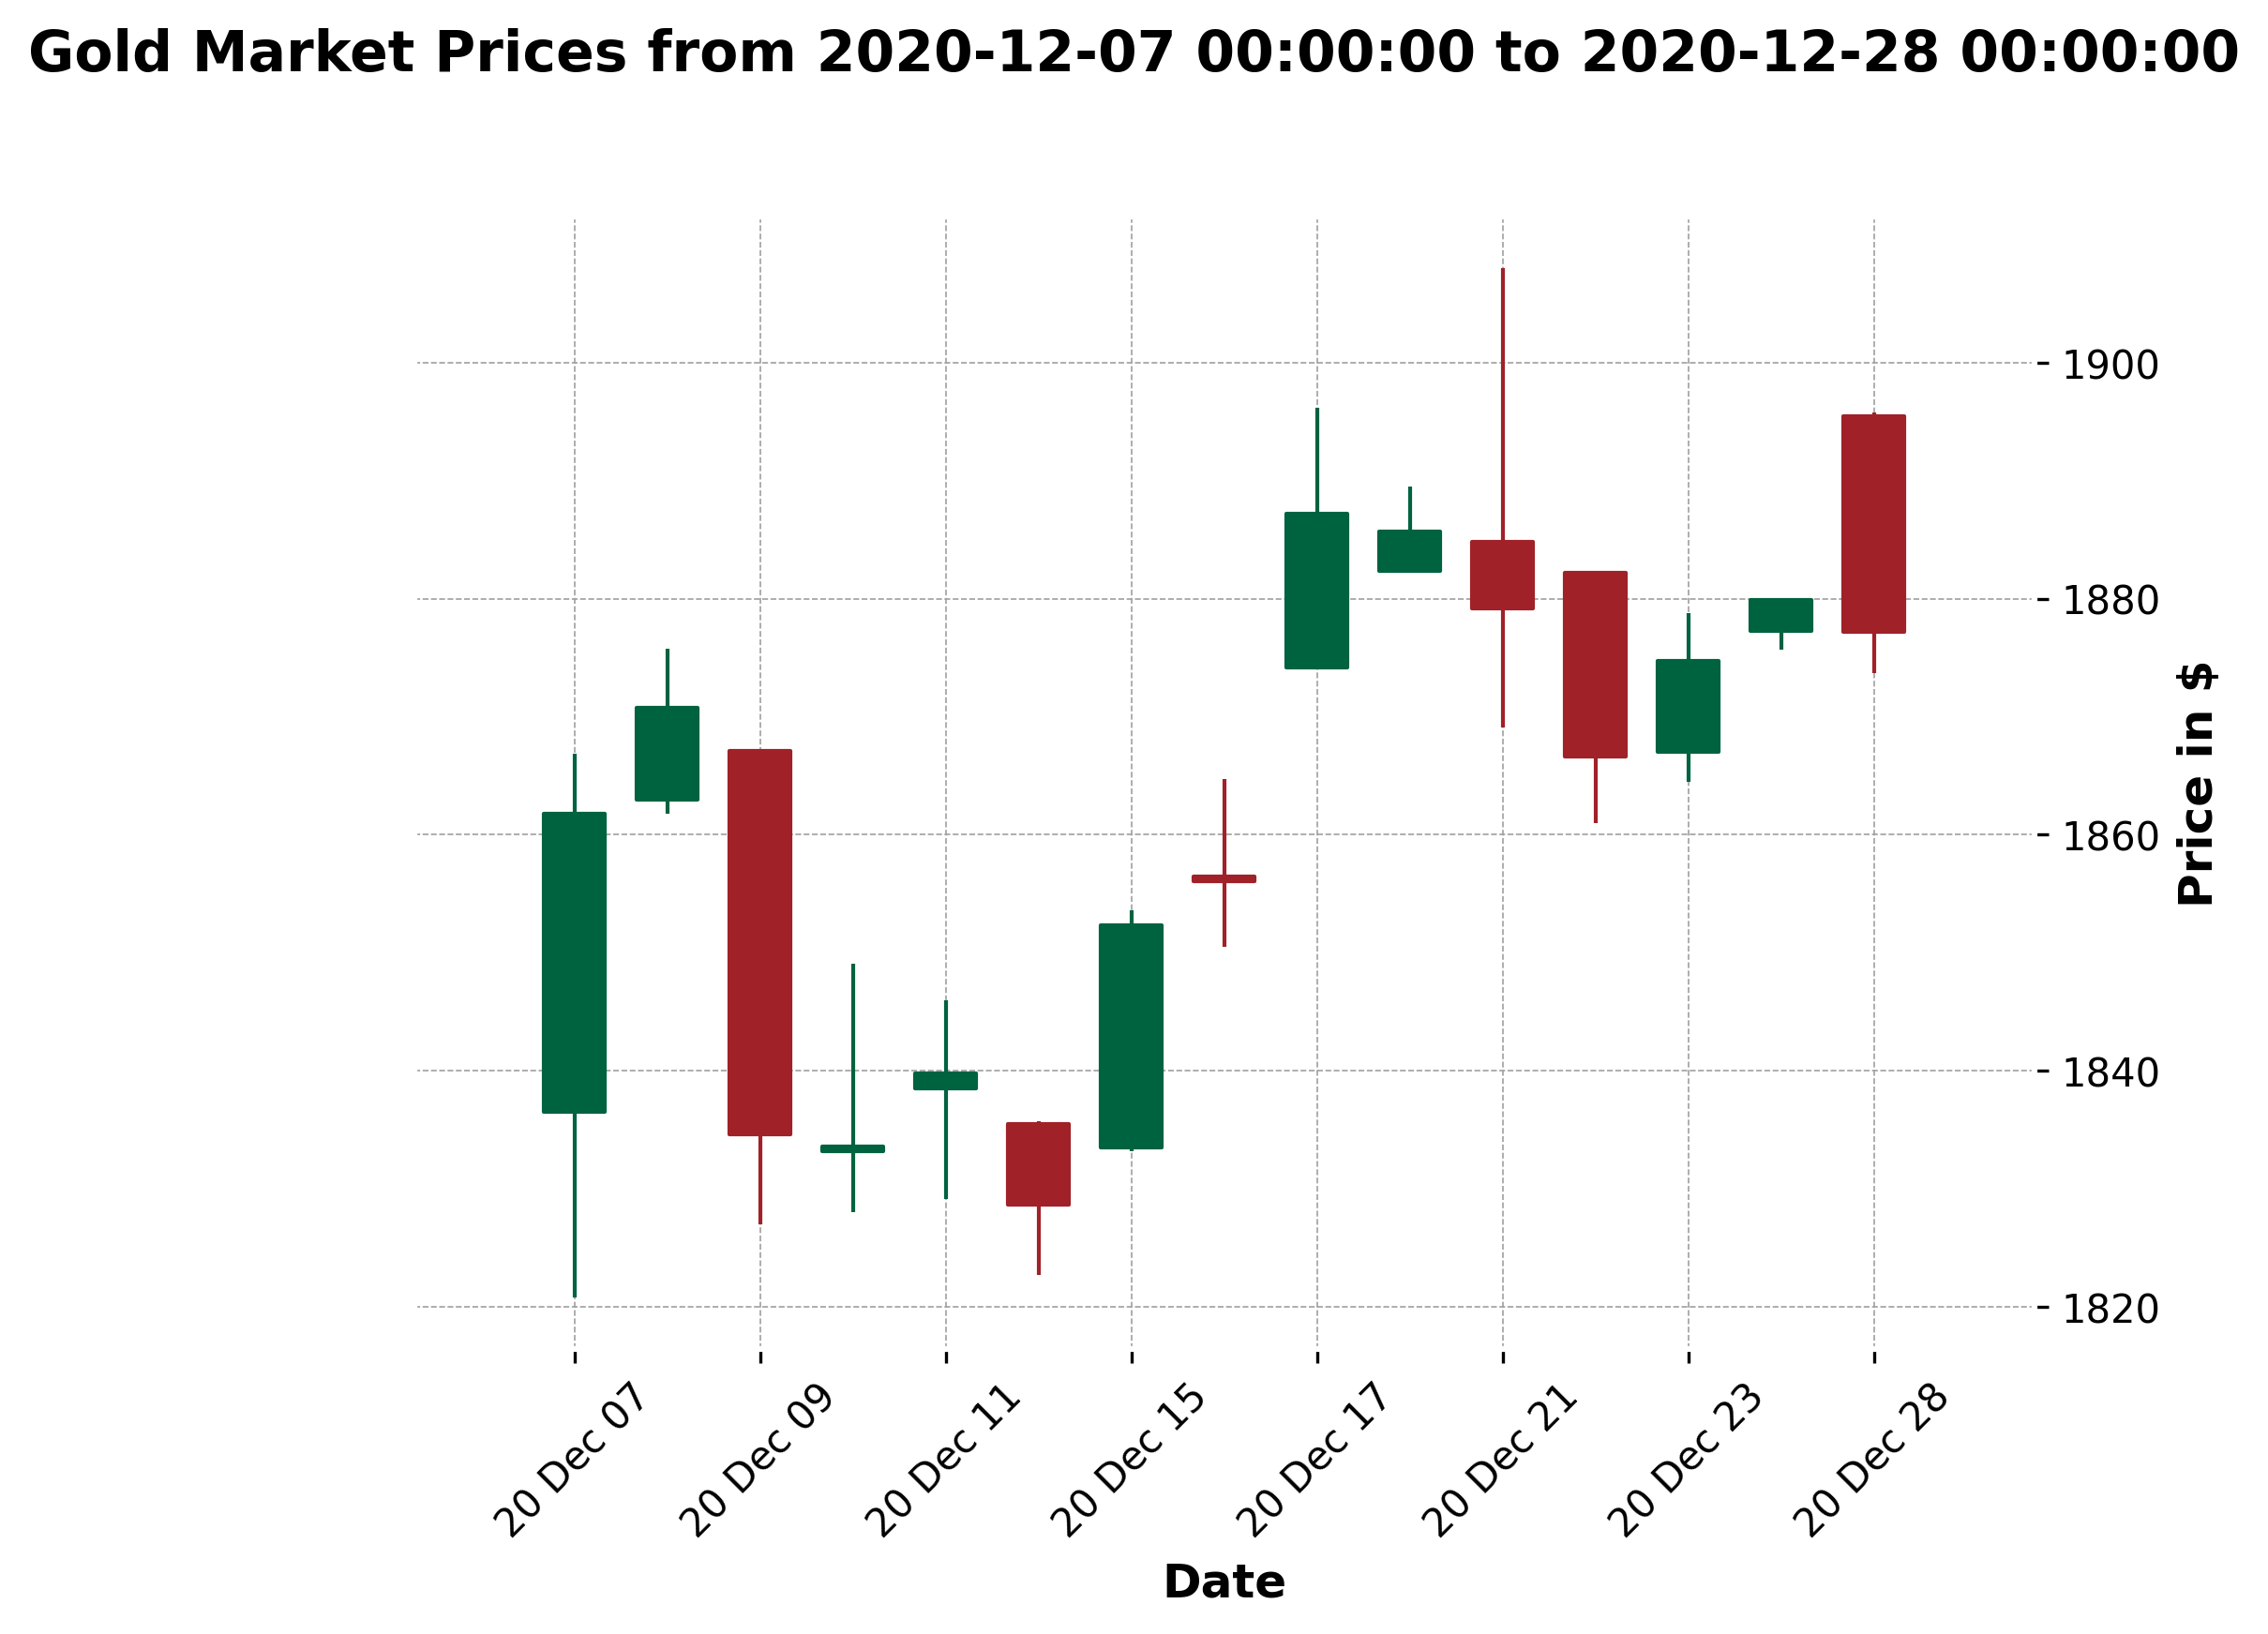 Gold Market Prices from 2020-12-07 00:00:00 to 2020-12-28 00:00:00
1900
1880
1860
1840
1820
Price in $
20 Dec 07
20 Dec 09
20 Dec 11
20 Dec 15
20 Dec 17
20 Dec 21
20 Dec 23
20 Dec 28
Date